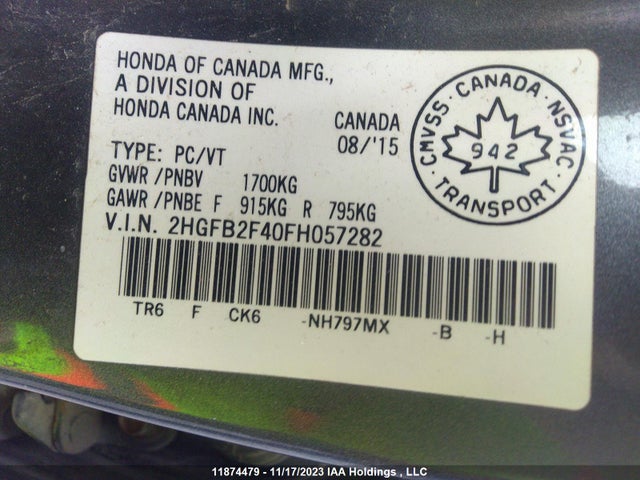 HONDA OF CANADA MFG.,
A DIVISION OF
HONDA CANADA INC.
CANADA
08/'15
TYPE: PC/VT
GVWR /PNBV 1700KG
GAWR /PNBE F 915KG R 795KG
V.I.N. 2HGFB2F40FH057282
TR6 F CK6 -NH797MX -B -H
CMVSS · CANADA · NSVAC
942
TRANSPORT
11874479 - 11/17/2023 IAA Holdings , LLC